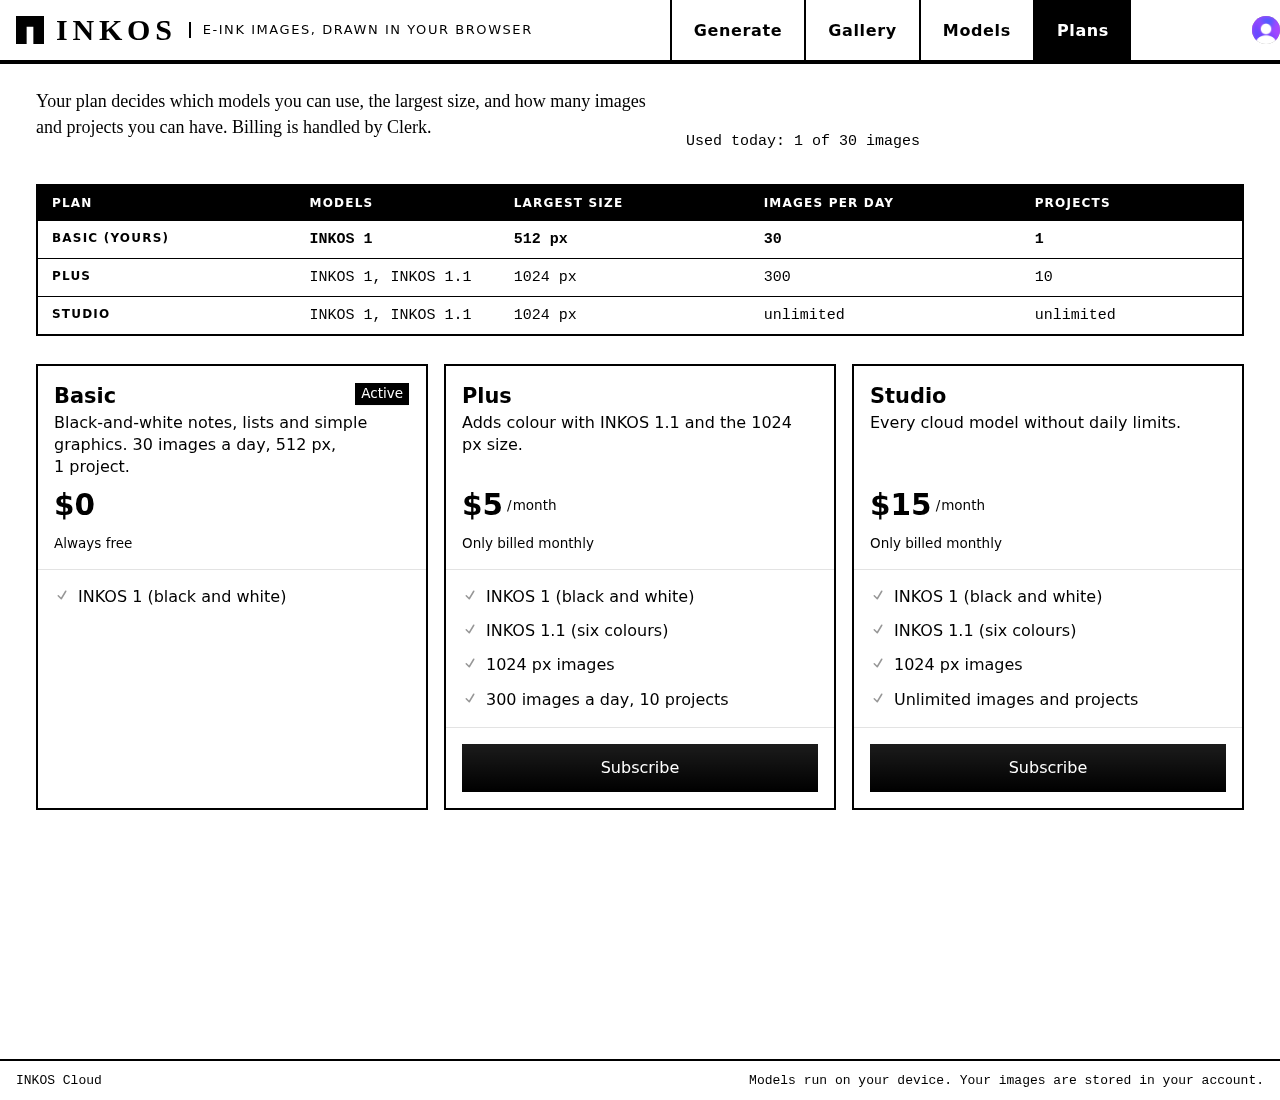 INKOS
E-INK IMAGES, DRAWN IN YOUR BROWSER
Generate
Gallery
Models
Plans
Your plan decides which models you can use, the largest size, and how many images
and projects you can have. Billing is handled by Clerk.
Used today: 1 of 30 images
PLAN MODELS LARGEST SIZE IMAGES PER DAY PROJECTS
BASIC (YOURS) INKOS 1 512 px 30 1
PLUS INKOS 1, INKOS 1.1 1024 px 300 10
STUDIO INKOS 1, INKOS 1.1 1024 px unlimited unlimited
Basic
Active
Black-and-white notes, lists and simple
graphics. 30 images a day, 512 px,
1 project.
$0
Always free
INKOS 1 (black and white)
Plus
Adds colour with INKOS 1.1 and the 1024
px size.
$5 /month
Only billed monthly
INKOS 1 (black and white)
INKOS 1.1 (six colours)
1024 px images
300 images a day, 10 projects
Subscribe
Studio
Every cloud model without daily limits.
$15 /month
Only billed monthly
INKOS 1 (black and white)
INKOS 1.1 (six colours)
1024 px images
Unlimited images and projects
Subscribe
INKOS Cloud
Models run on your device. Your images are stored in your account.